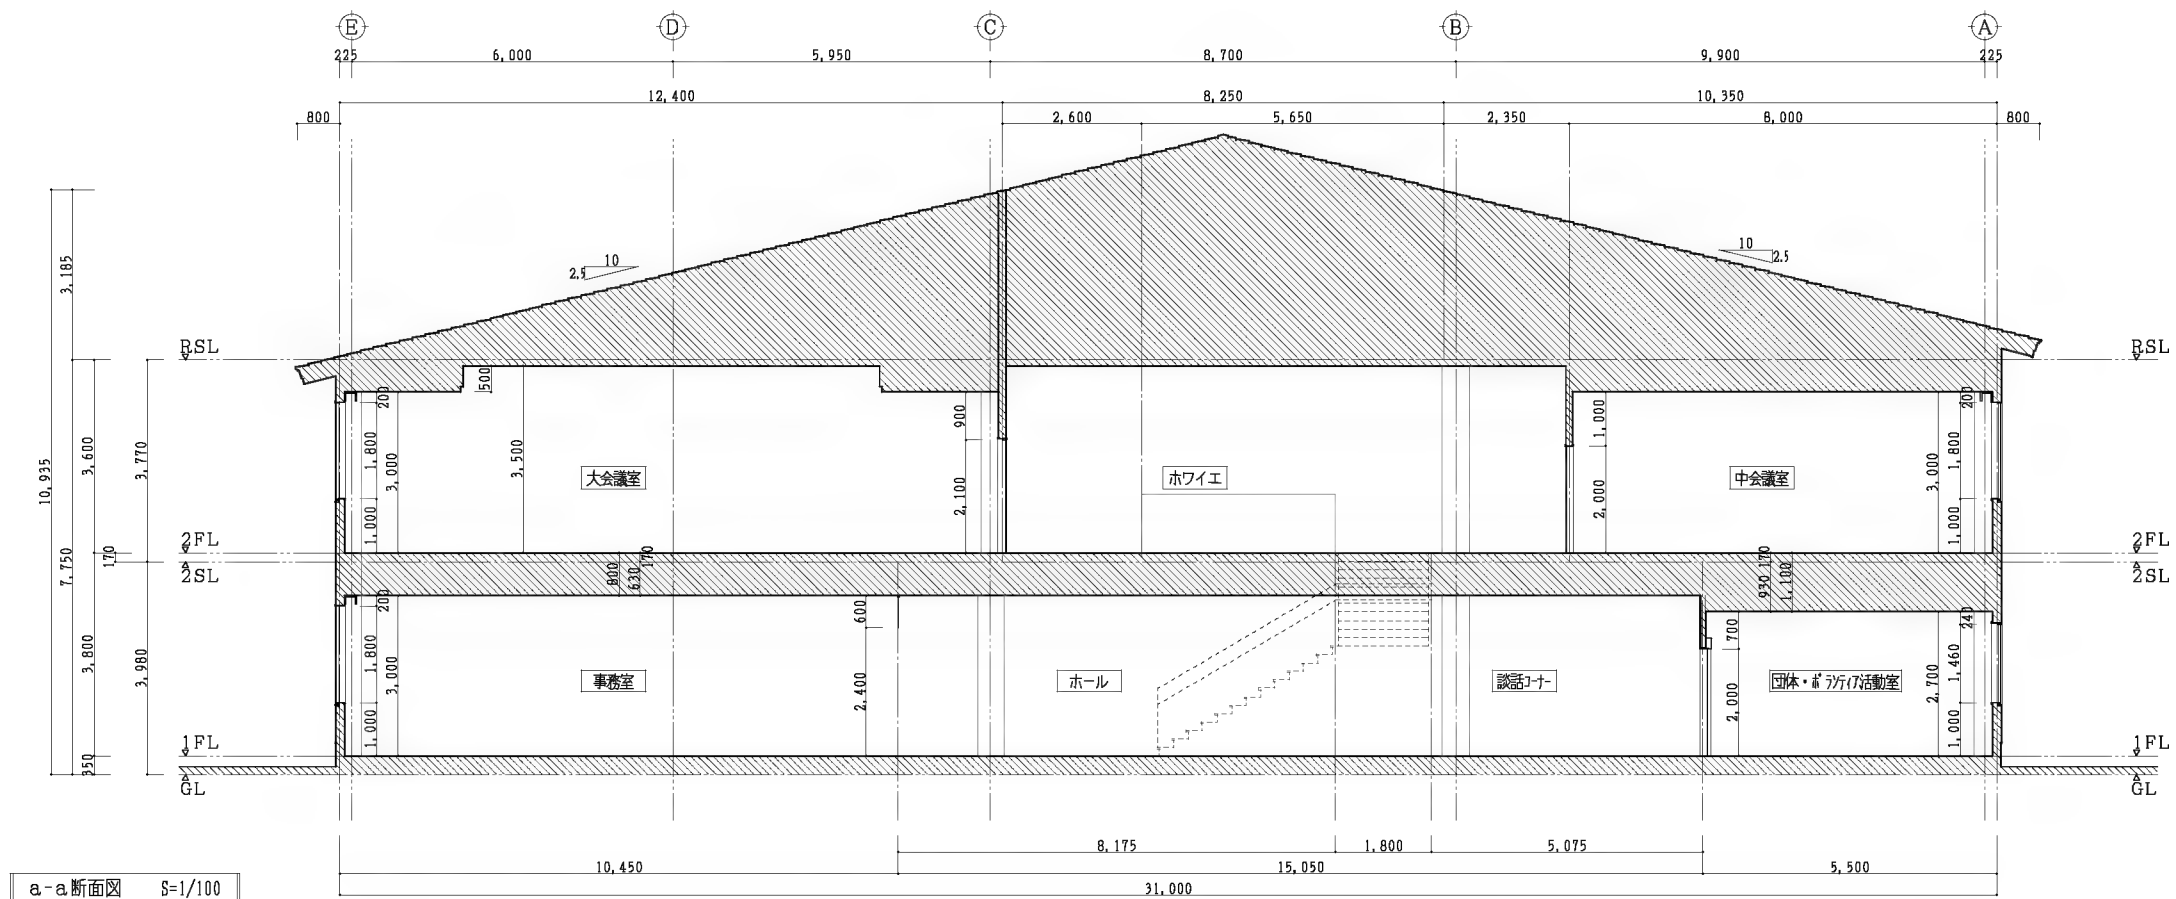 E D C B A
225 6,000 5,950 8,700 9,900 225
12,400 8,250 10,350
800 2,600 5,650 2,350 8,000 800
10 2.5
10 2.5
3,185
RSL RSL
500
200 900 1,000 200
10,935 3,600 3,770 1,800 3,000 3,500 2,100 2,000 3,000 1,800
大会議室 ホワイエ 中会議室
1,000 1,000
2FL 2FL
7,750 170 800 630 170 930 170 1,100
2SL 2SL
200 600 700 240
3,800 3,980 1,800 3,000 2,400 2,000 2,700 1,460
事務室 ホール 談話コーナー 団体・ボランティア活動室
1,000 1,000
1FL 1FL
350
GL GL
8,175 1,800 5,075
10,450 15,050 5,500
31,000
a-a断面図 S=1/100